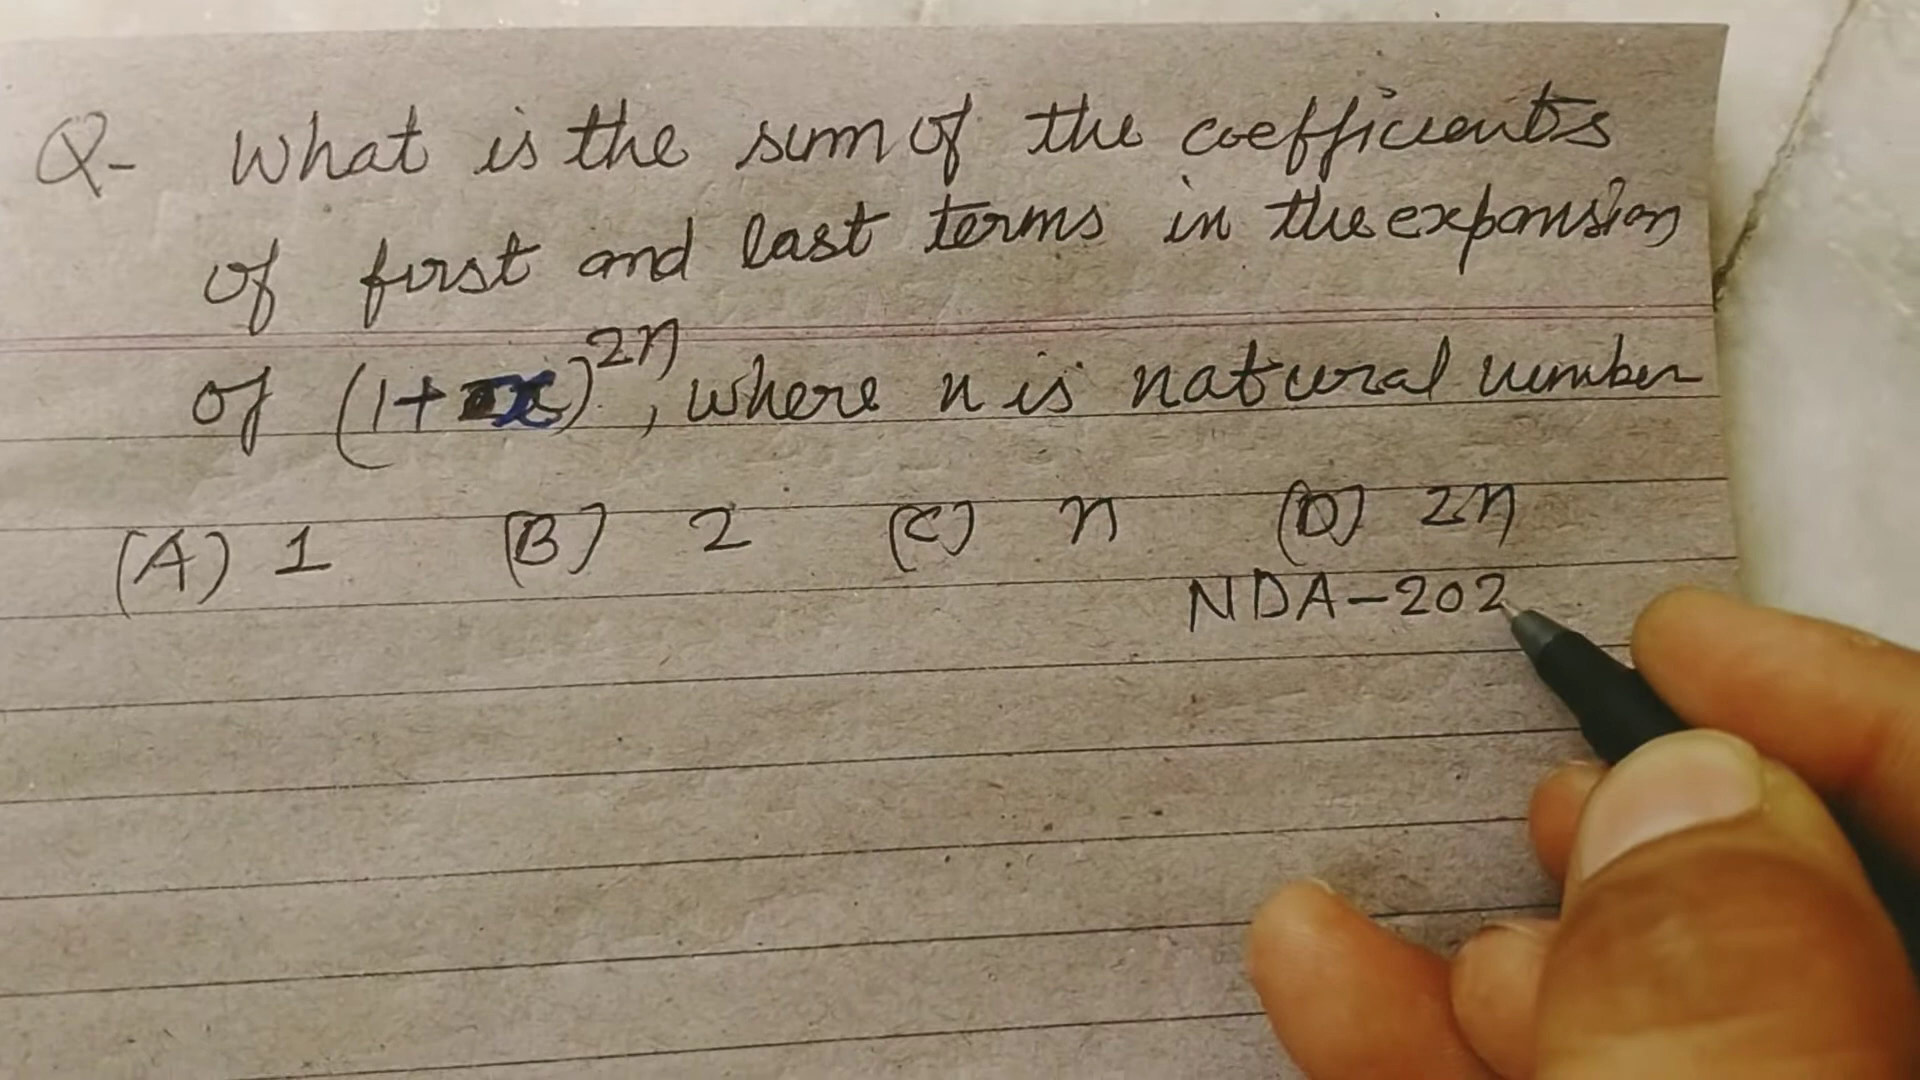 Q- What is the sum of the coefficients
of first and last terms in the expansion
of (1+x)^2n, where n is natural number
(A) 1 (B) 2 (C) n (D) 2n
NDA-202